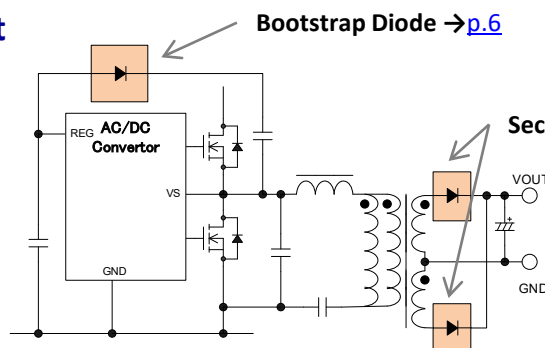 t
Bootstrap Diode →p.6
REG
AC/DC
Convertor
Sec
VS
VOUT
GND
GND